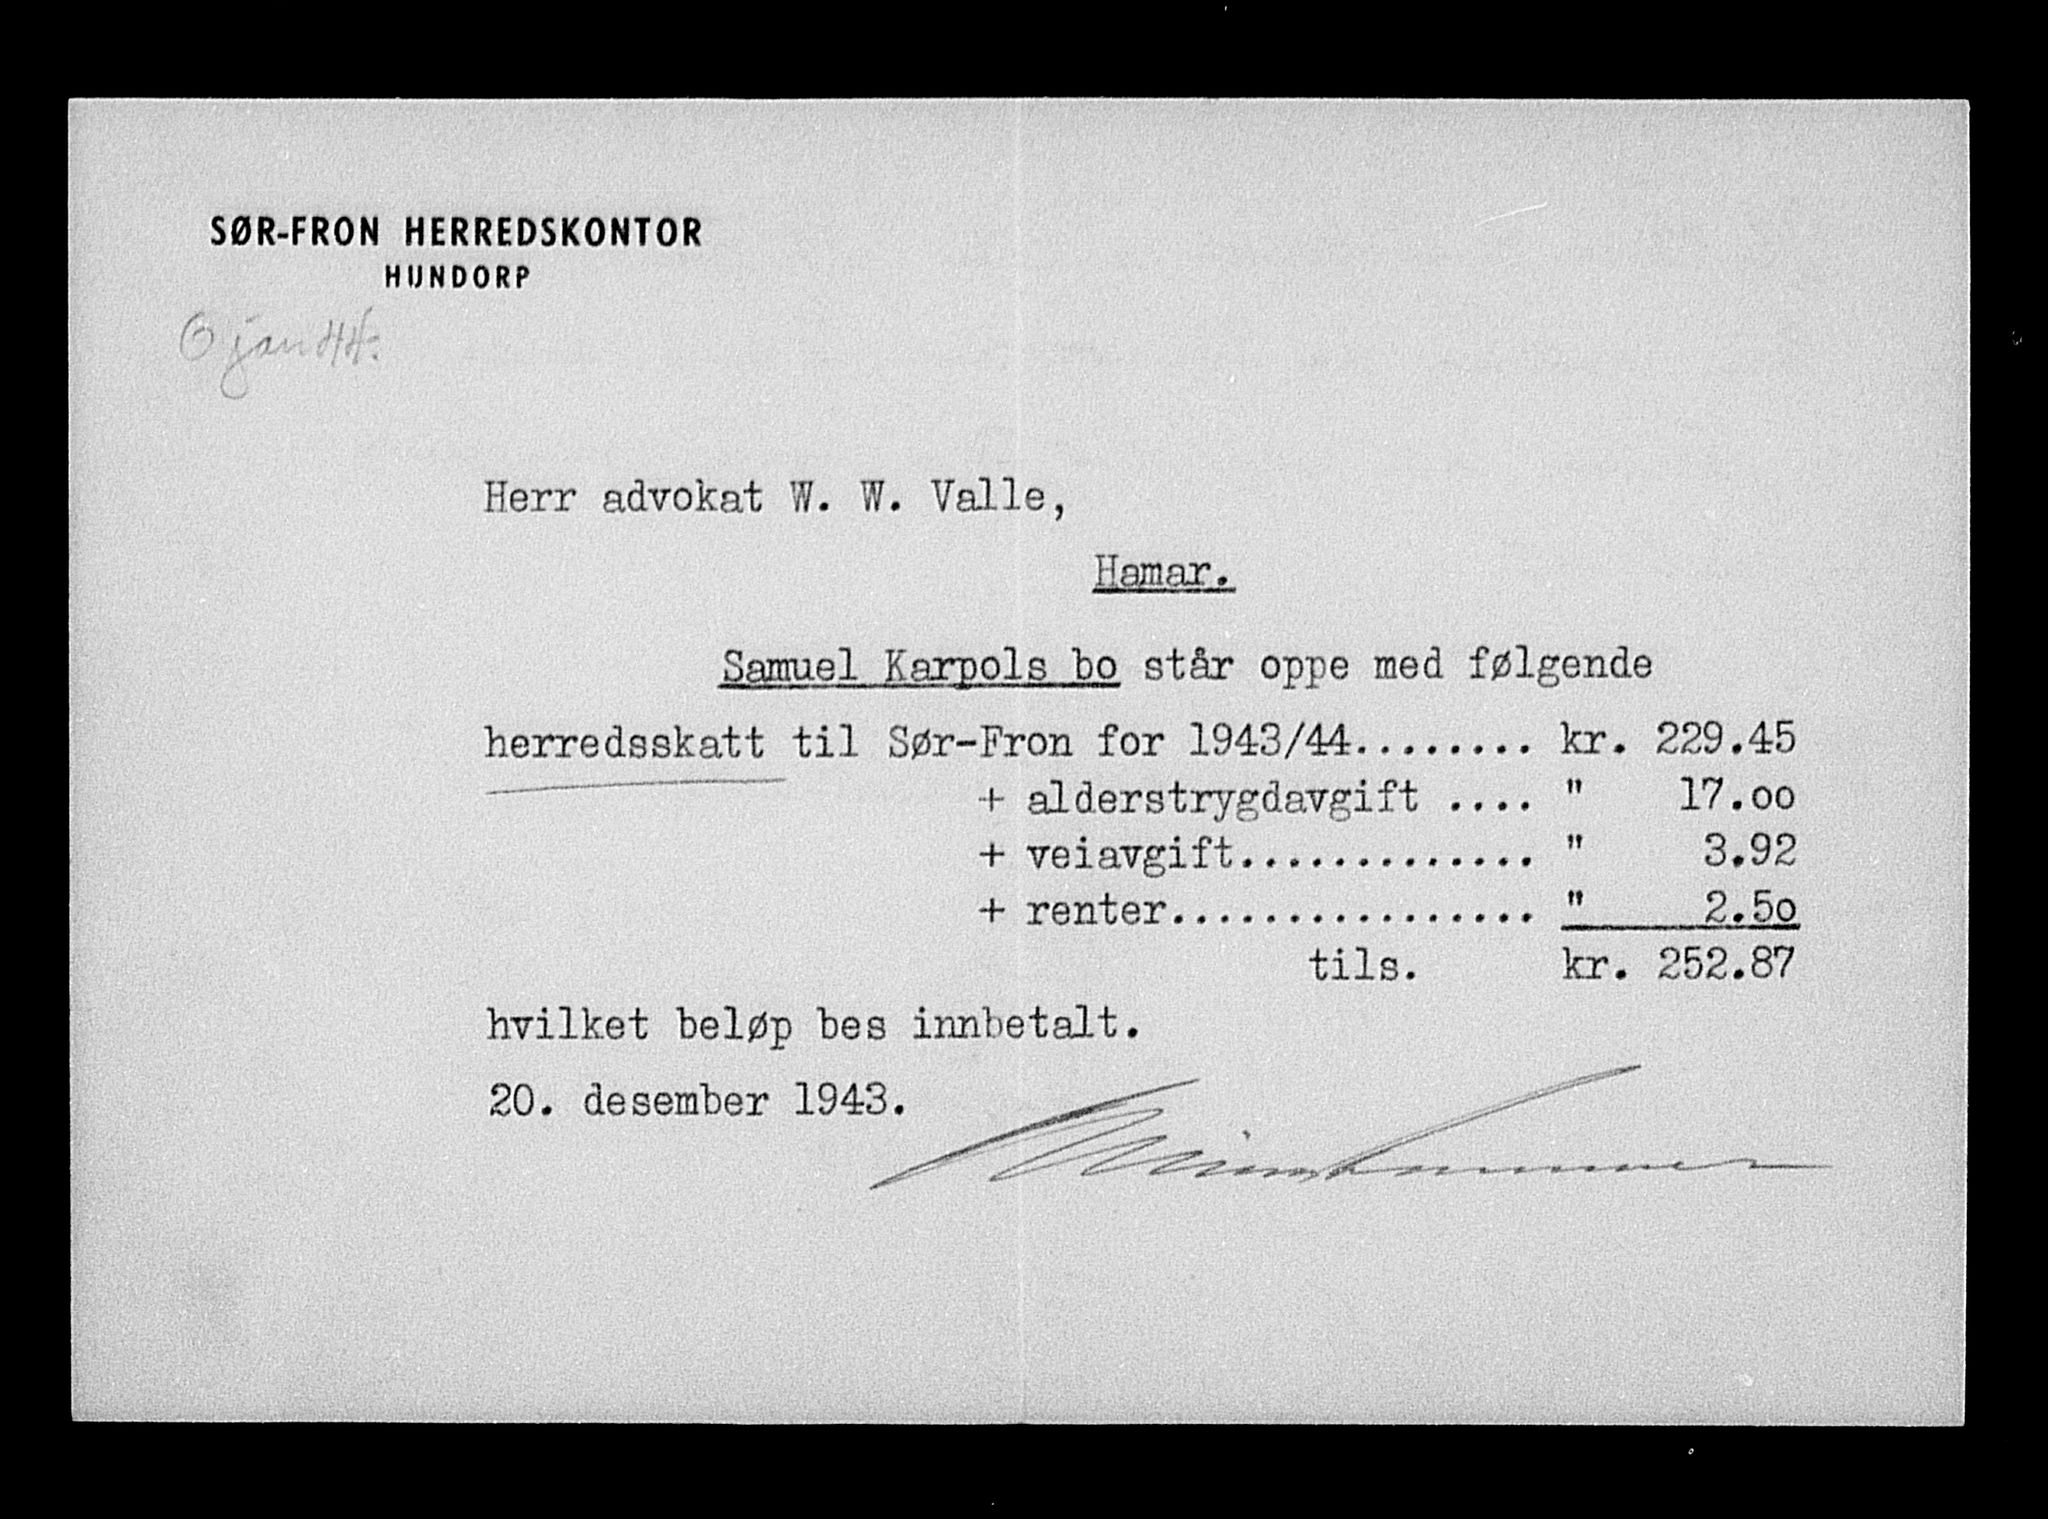 SØR-FRON HERREDSKONTOR
HUNDORP
jan 44.
Herr advokat W. W. Valle,
Hamar.
Samuel Karpols bo står oppe med følgende
herredsskatt til Sør-Fron for 1943/44........ kr. 229.45
+ alderstrygdavgift .... " 17.oo
+ veiavgift............. " 3.92
+ renter................ " 2.5o
tils. kr. 252.87
hvilket beløp bes innbetalt.
20. desember 1943.